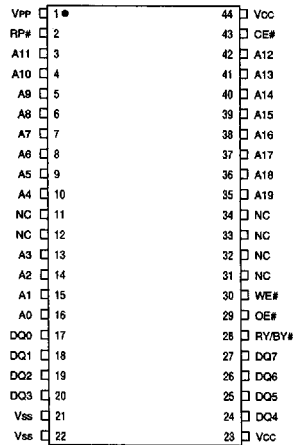 VPP 1 44 VCC
RP# 2 43 CE#
A11 3 42 A12
A10 4 41 A13
A9 5 40 A14
A8 6 39 A15
A7 7 38 A16
A6 8 37 A17
A5 9 36 A18
A4 10 35 A19
NC 11 34 NC
NC 12 33 NC
A3 13 32 NC
A2 14 31 NC
A1 15 30 WE#
A0 16 29 OE#
DQ0 17 28 RY/BY#
DQ1 18 27 DQ7
DQ2 19 26 DQ6
DQ3 20 25 DQ5
Vss 21 24 DQ4
Vss 22 23 VCC